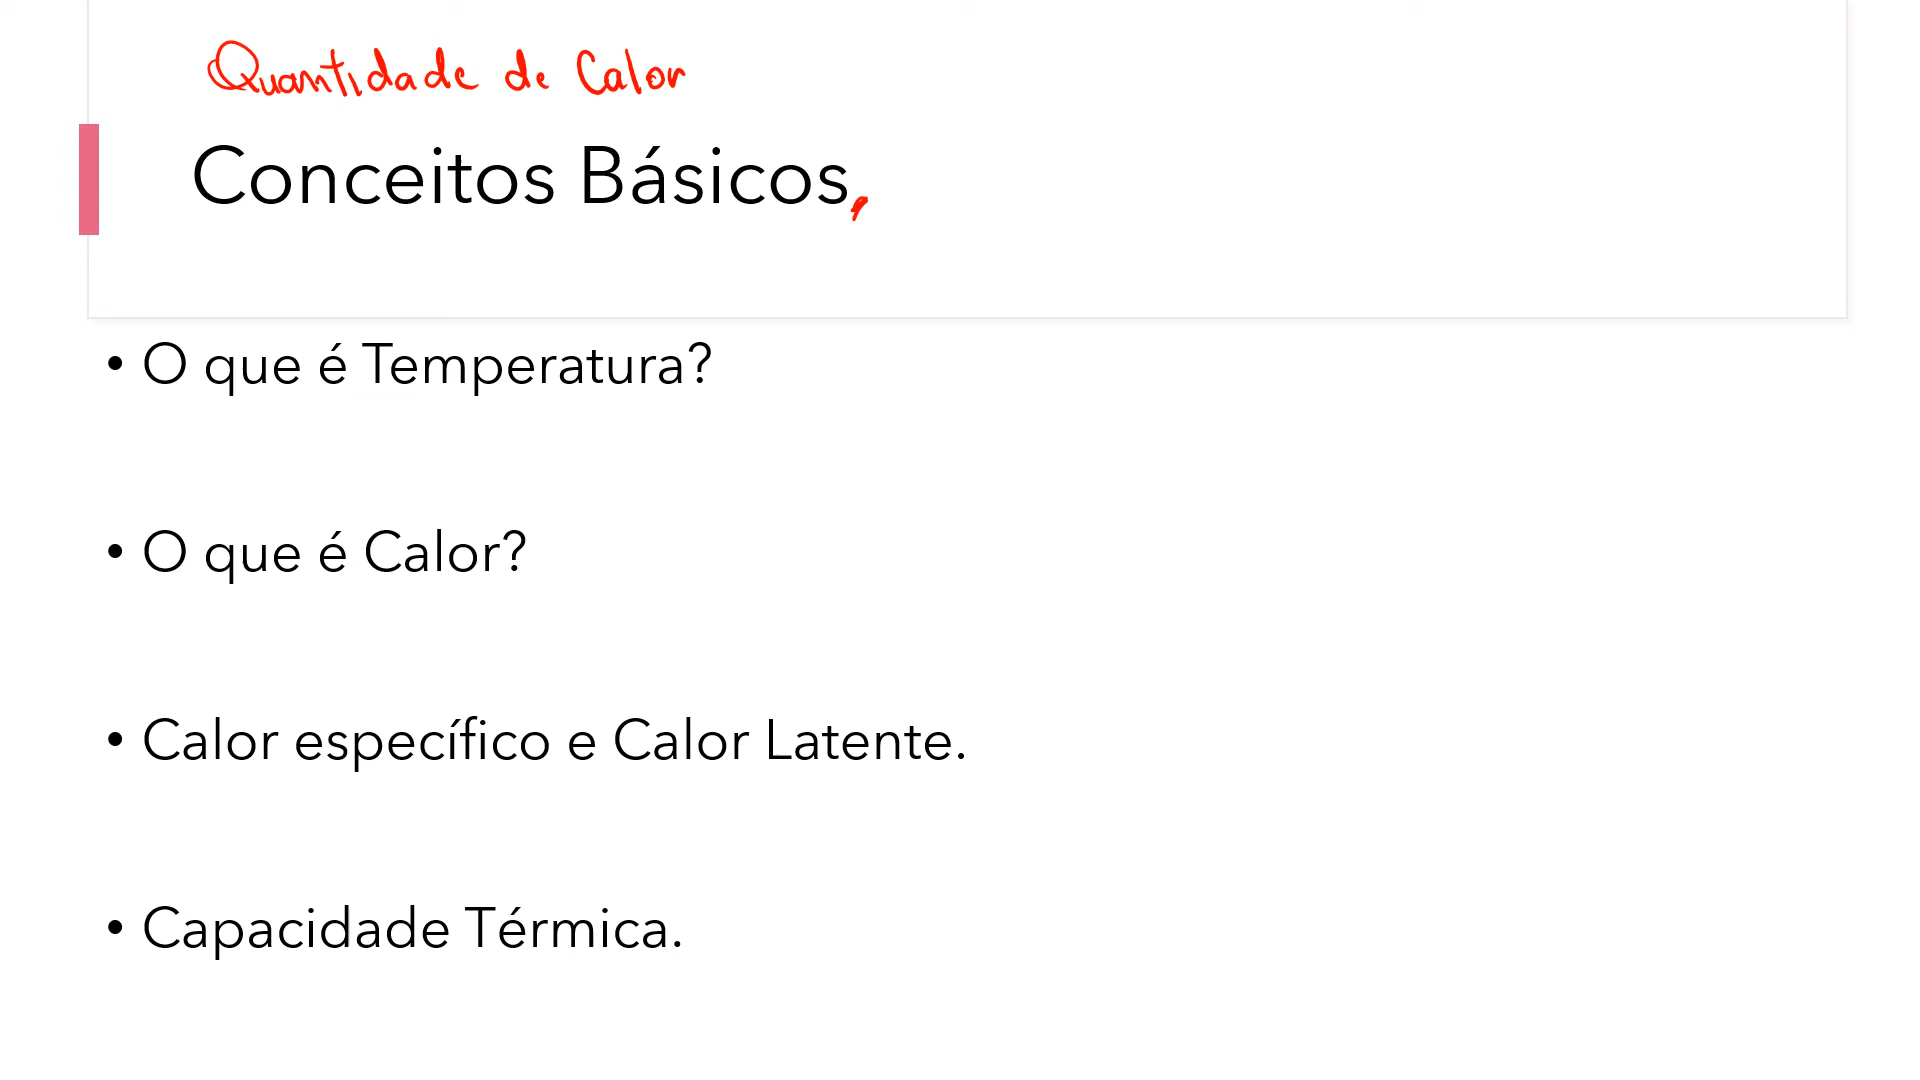 Quantidade de Calor
Conceitos Básicos,
• O que é Temperatura?
• O que é Calor?
• Calor específico e Calor Latente.
• Capacidade Térmica.